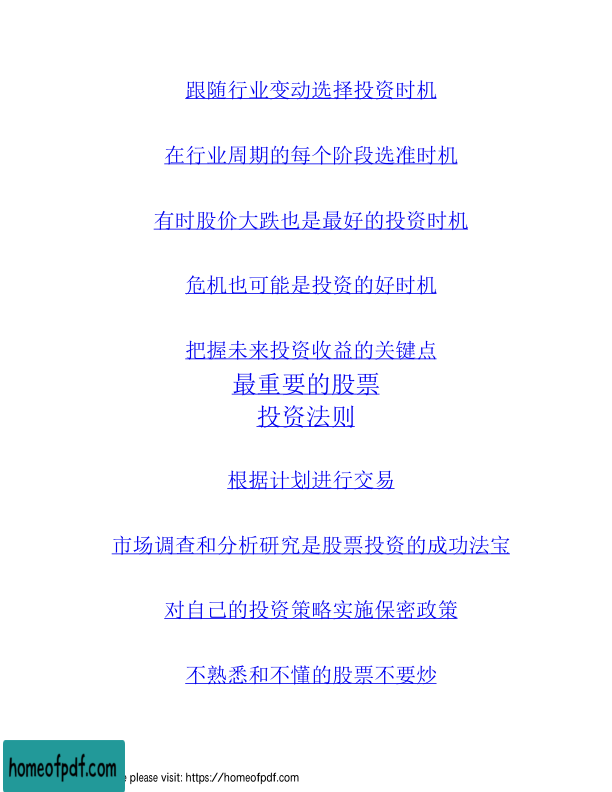 跟随行业变动选择投资时机
在行业周期的每个阶段选准时机
有时股价大跌也是最好的投资时机
危机也可能是投资的好时机
把握未来投资收益的关键点
最重要的股票
投资法则
根据计划进行交易
市场调查和分析研究是股票投资的成功法宝
对自己的投资策略实施保密政策
不熟悉和不懂的股票不要炒
homeofpdf.com
please visit: https://homeofpdf.com